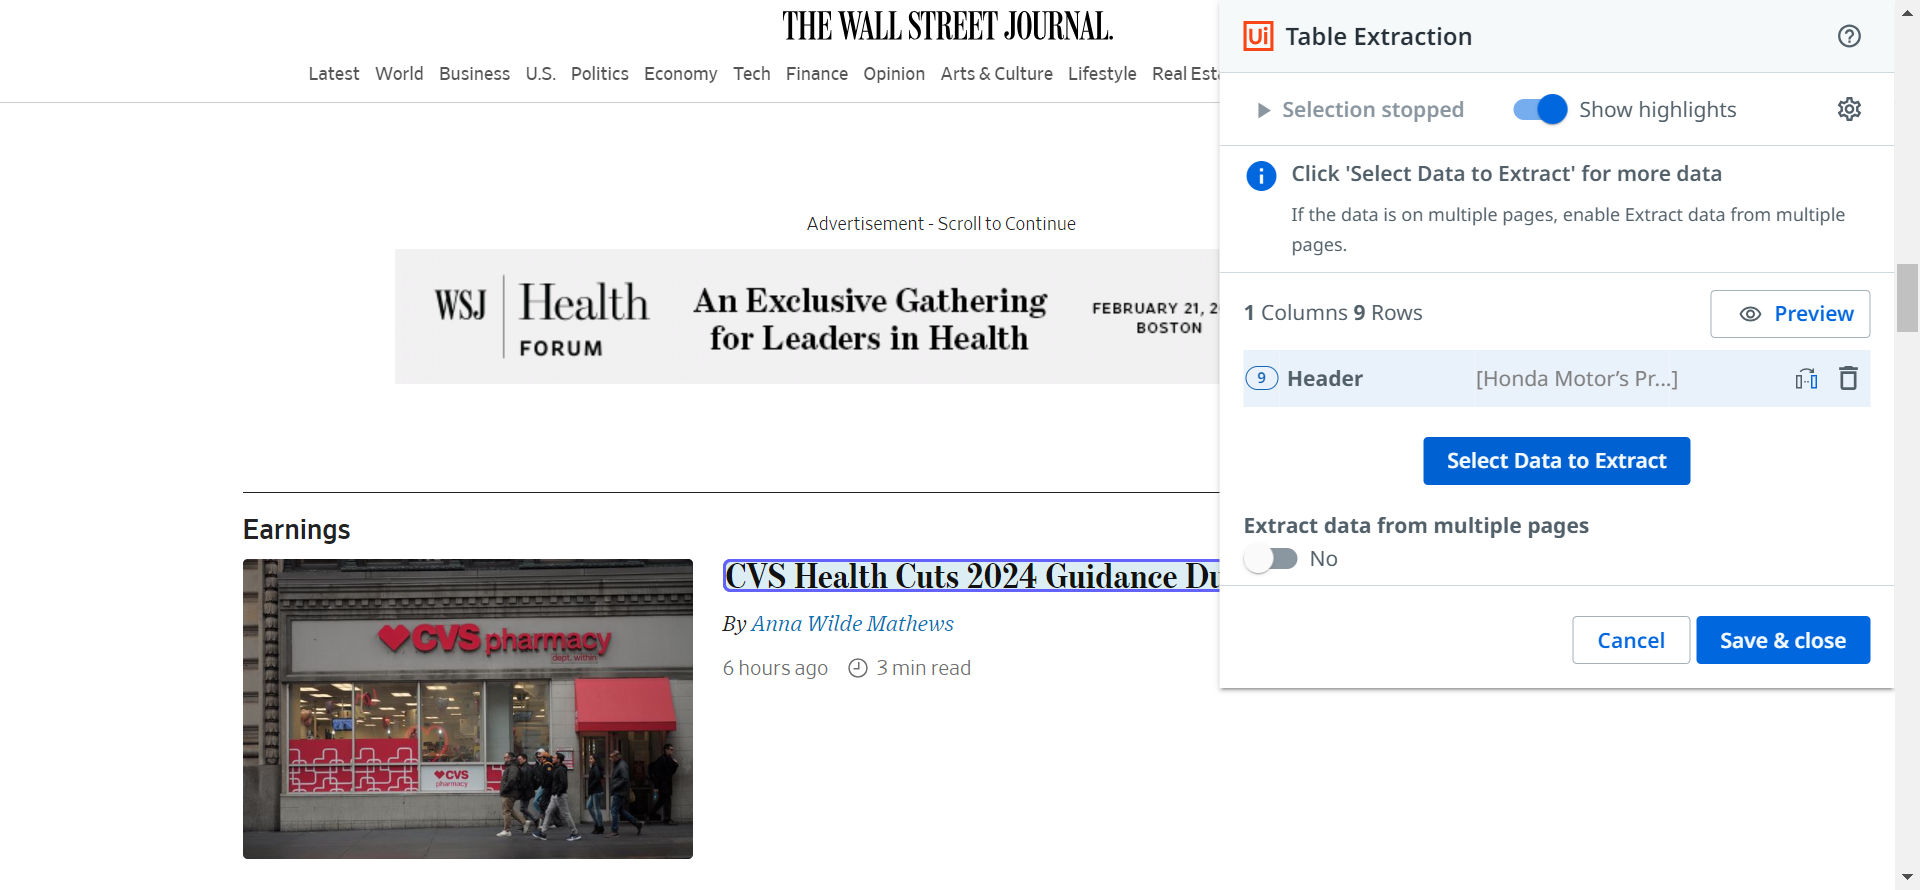 THE WALL STREET JOURNAL.
Latest World Business U.S. Politics Economy Tech Finance Opinion Arts & Culture Lifestyle Real Est
Advertisement - Scroll to Continue
WSJ Health FORUM
An Exclusive Gathering
for Leaders in Health
FEBRUARY 21, 2
BOSTON
Earnings
CVS pharmacy
dept. within
CVS
pharmacy
CVS Health Cuts 2024 Guidance Du
By Anna Wilde Mathews
6 hours ago 3 min read
Ui Table Extraction
Selection stopped Show highlights
Click 'Select Data to Extract' for more data
If the data is on multiple pages, enable Extract data from multiple
pages.
1 Columns 9 Rows Preview
9 Header [Honda Motor’s Pr...]
Select Data to Extract
Extract data from multiple pages
No
Cancel Save & close